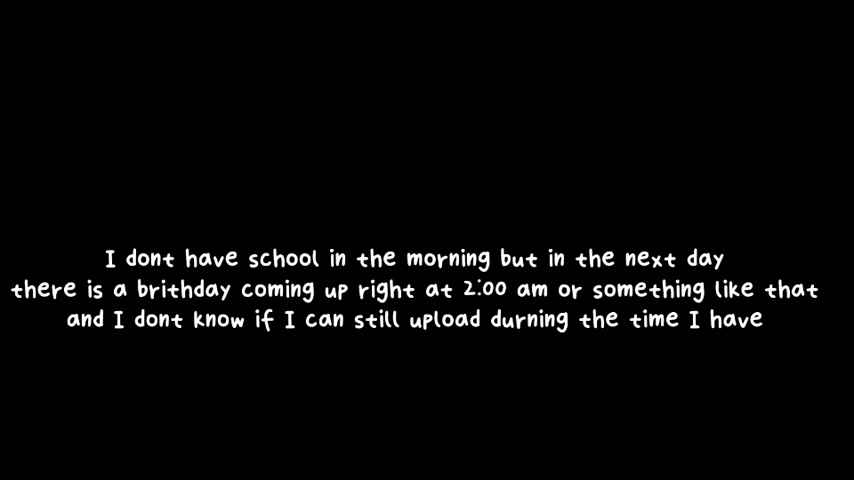 I dont have school in the morning but in the next day
there is a brithday coming up right at 2:00 am or something like that
and I dont know if I can still upload durning the time I have